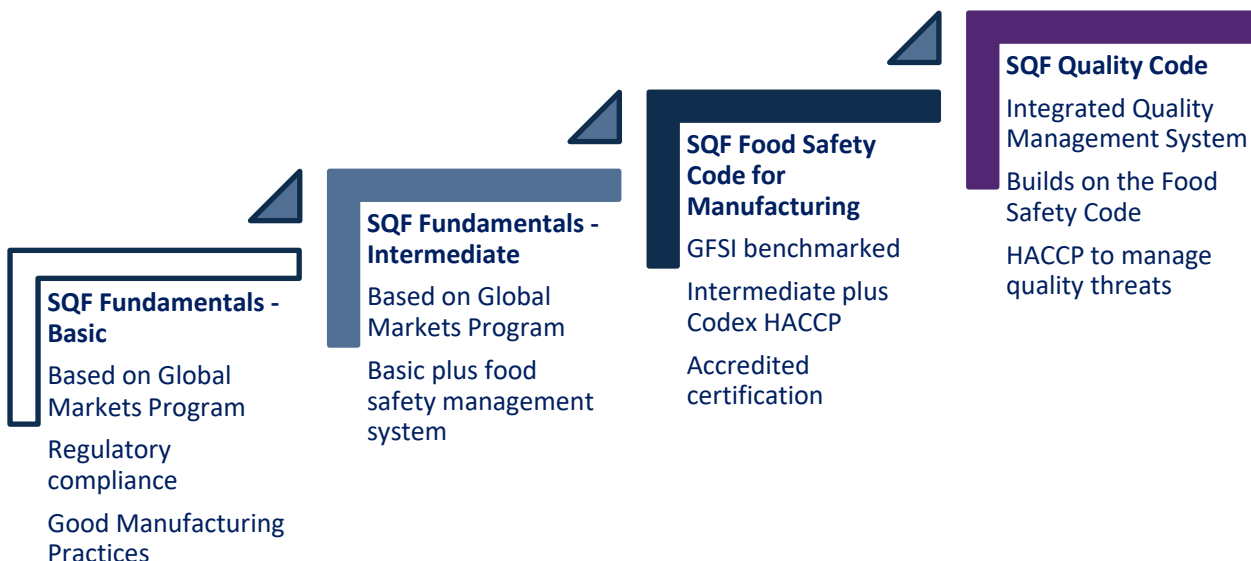 SQF Fundamentals -
Basic
Based on Global
Markets Program
Regulatory
compliance
Good Manufacturing
Practices
SQF Fundamentals -
Intermediate
Based on Global
Markets Program
Basic plus food
safety management
system
SQF Food Safety
Code for
Manufacturing
GFSI benchmarked
Intermediate plus
Codex HACCP
Accredited
certification
SQF Quality Code
Integrated Quality
Management System
Builds on the Food
Safety Code
HACCP to manage
quality threats